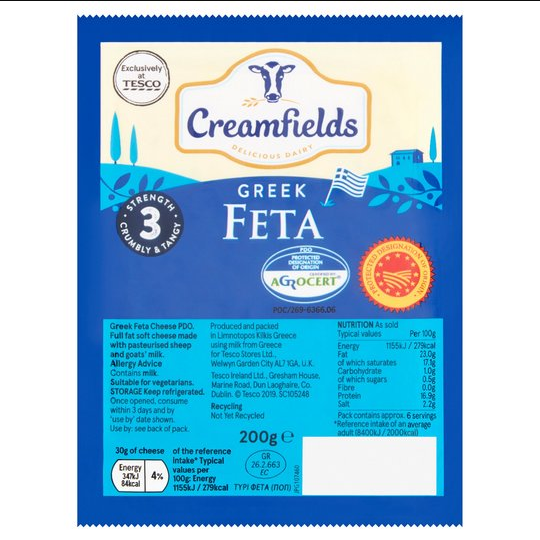 Exclusively
at
TESCO
Creamfields
DELICIOUS DAIRY
GREEK
FETA
STRENGTH
3
CRUMBLY & TANGY
PDO
PROTECTED
DESIGNATION
OF ORIGIN
CERTIFIED BY
AGROCERT
POC/269-6366.06
PROTECTED DESIGNATION OF ORIGIN
Greek Feta Cheese PDO.
Full fat soft cheese made
with pasteurised sheep
and goats' milk.
Allergy Advice
Contains milk.
Suitable for vegetarians.
STORAGE Keep refrigerated.
Once opened, consume
within 3 days and by
'use by' date shown.
Use by: see back of pack.
Produced and packed
in Limnotopos Kilkis Greece
using milk from Greece
for Tesco Stores Ltd.,
Welwyn Garden City AL7 1GA, U.K.
Tesco Ireland Ltd., Gresham House,
Marine Road, Dun Laoghaire, Co.
Dublin. © Tesco 2019. SC105248
Recycling
Not Yet Recycled
NUTRITION As sold
Typical values Per 100g
Energy 1155kJ / 279kcal
Fat 23.0g
of which saturates 17.1g
Carbohydrate 1.0g
of which sugars 0.5g
Fibre 0.0g
Protein 16.9g
Salt 2.2g
Pack contains approx. 6 servings
*Reference intake of an average
adult (8400kJ / 2000kcal)
200g e
30g of cheese
Energy
347kJ
84kcal
4%
of the reference
intake* Typical
values per
100g: Energy
1155kJ / 279kcal
GR
26.2.663
EC
ΤΥΡΙ ΦΕΤΑ (ΠΟΠ)